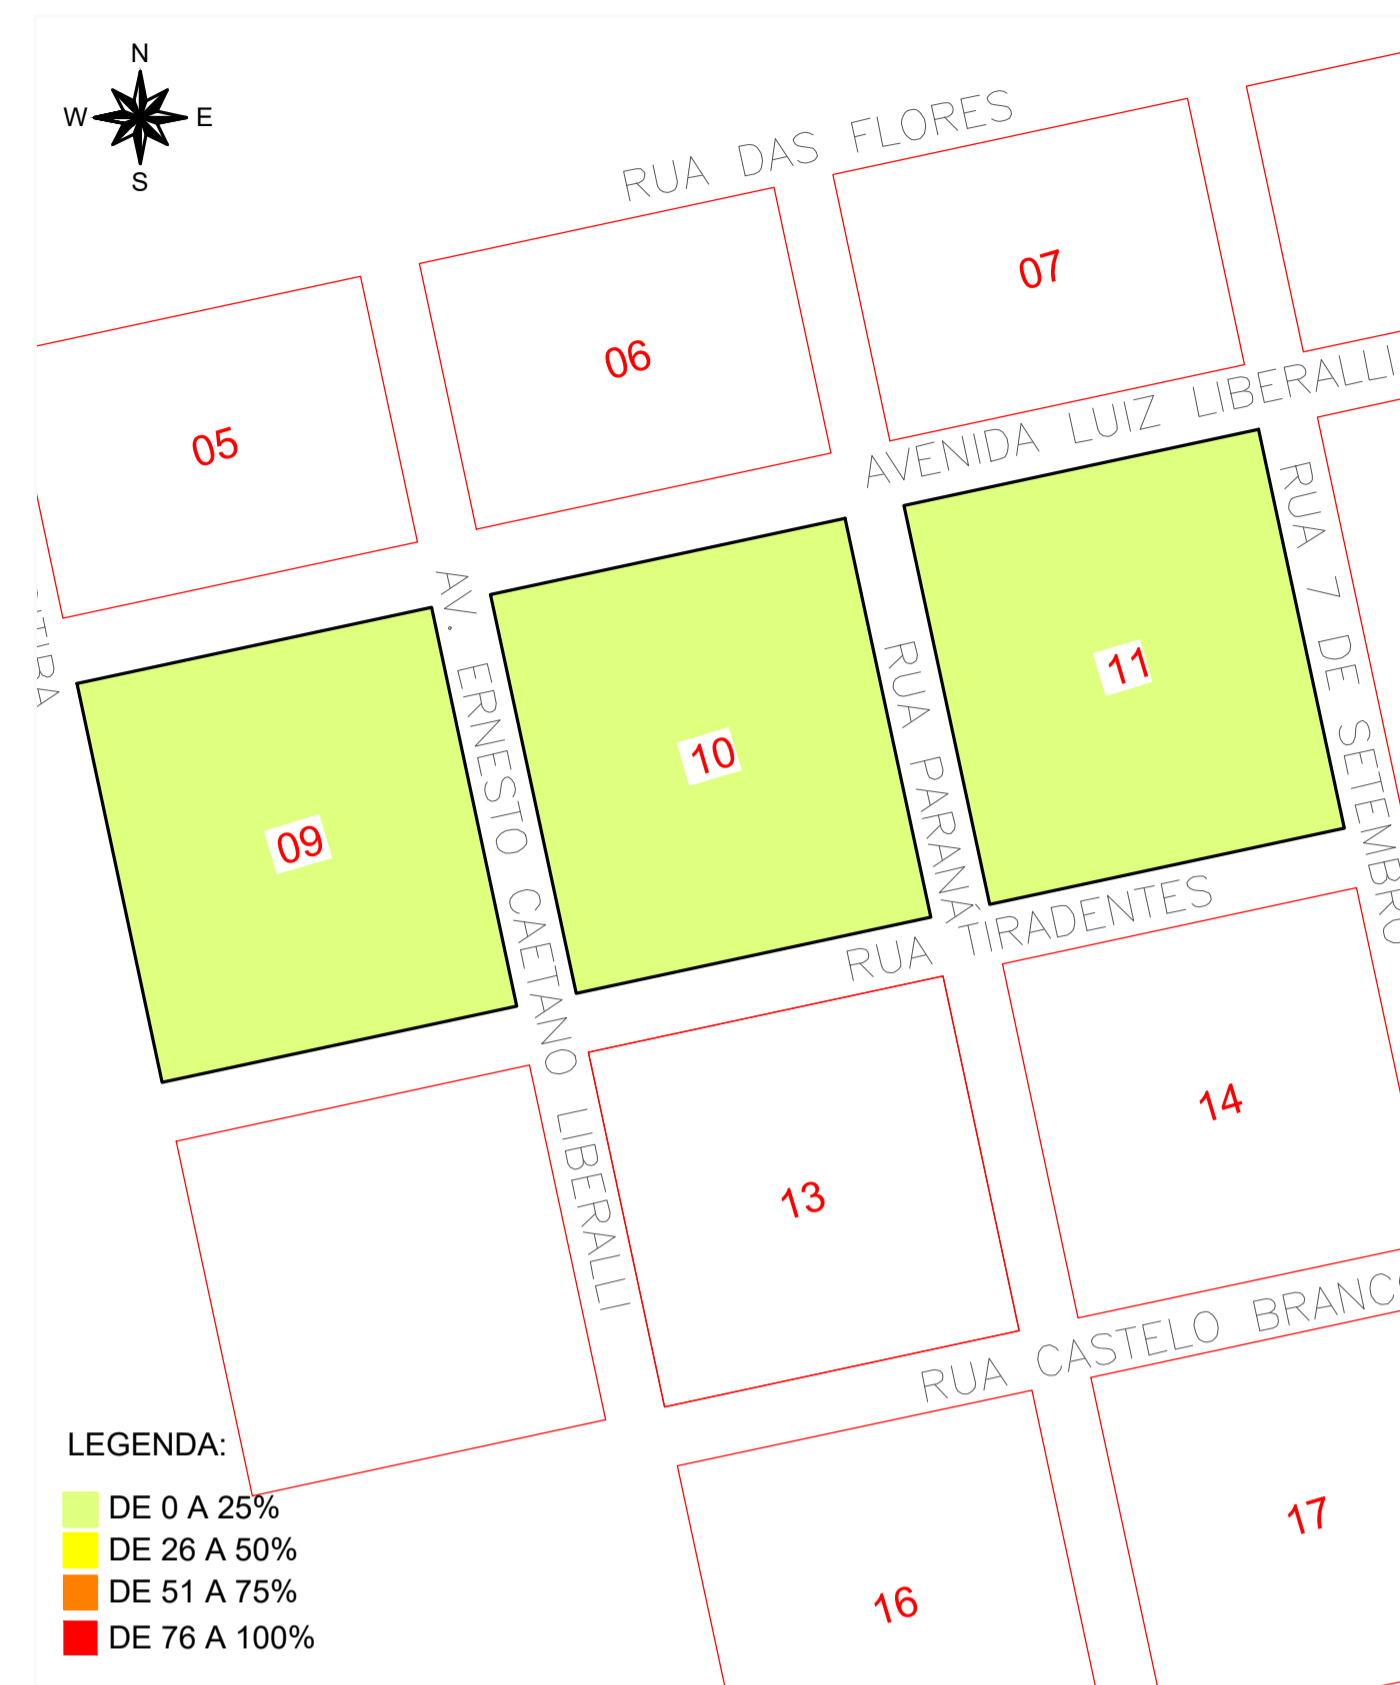 N
W E
S
RUA DAS FLORES
07
06
05
AVENIDA LUIZ LIBERALLI
AV. ERNESTO CAETANO LIBERALLI
RUA PARANÁ
RUA 7 DE SETEMBRO
11
10
09
RUA TIRADENTES
14
13
RUA CASTELO BRANCO
17
16
LEGENDA:
DE 0 A 25%
DE 26 A 50%
DE 51 A 75%
DE 76 A 100%